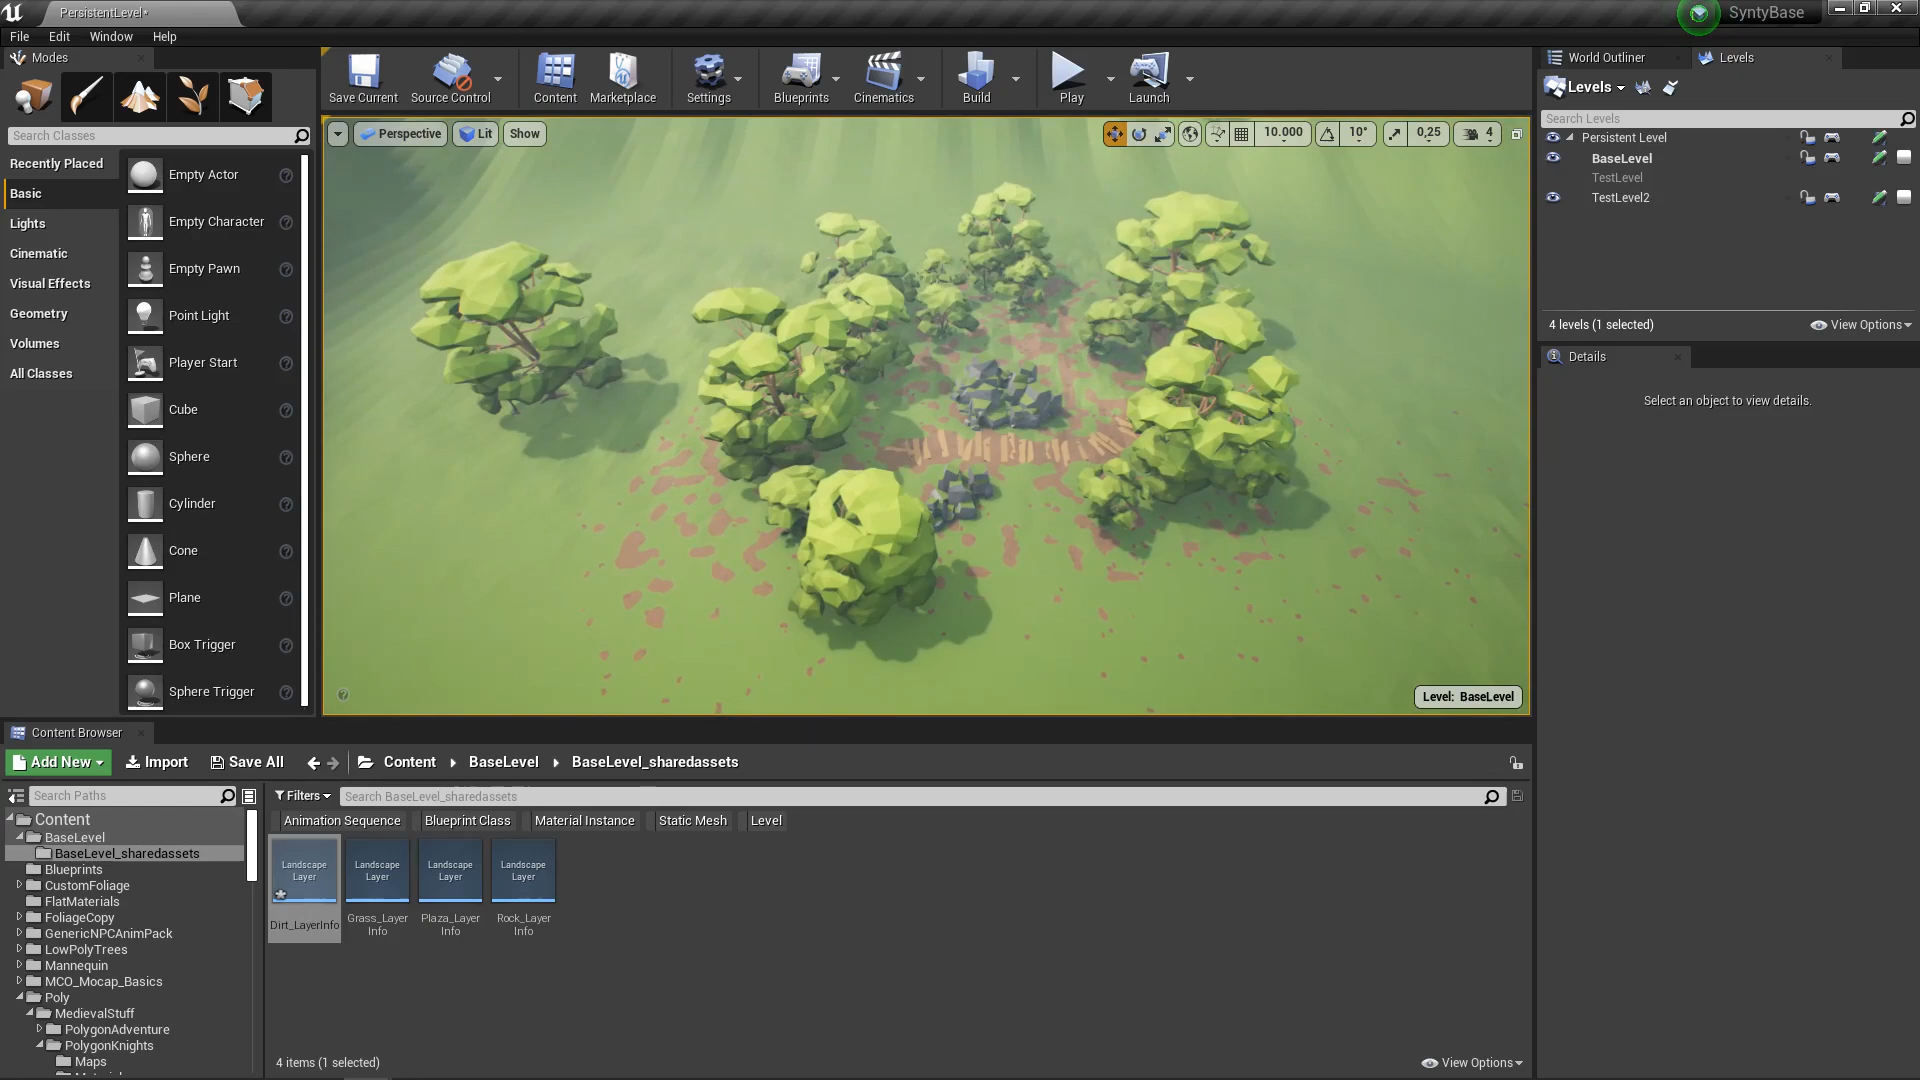 PersistentLevel*
SyntyBase
File Edit Window Help
Modes
Search Classes
Recently Placed
Basic
Lights
Cinematic
Visual Effects
Geometry
Volumes
All Classes
Empty Actor
Empty Character
Empty Pawn
Point Light
Player Start
Cube
Sphere
Cylinder
Cone
Plane
Box Trigger
Sphere Trigger
Save Current
Source Control
Content
Marketplace
Settings
Blueprints
Cinematics
Build
Play
Launch
Perspective
Lit
Show
10.000
10°
0,25
4
Level: BaseLevel
World Outliner
Levels
Levels
Search Levels
Persistent Level
BaseLevel
TestLevel
TestLevel2
4 levels (1 selected)
View Options
Details
Select an object to view details.
Content Browser
Add New
Import
Save All
Content
BaseLevel
BaseLevel_sharedassets
Search Paths
Filters
Search BaseLevel_sharedassets
Content
BaseLevel
BaseLevel_sharedassets
Blueprints
CustomFoliage
FlatMaterials
FoliageCopy
GenericNPCAnimPack
LowPolyTrees
Mannequin
MCO_Mocap_Basics
Poly
MedievalStuff
PolygonAdventure
PolygonKnights
Maps
Animation Sequence
Blueprint Class
Material Instance
Static Mesh
Level
Landscape
Layer
Dirt_LayerInfo
Landscape
Layer
Grass_Layer
Info
Landscape
Layer
Plaza_Layer
Info
Landscape
Layer
Rock_Layer
Info
4 items (1 selected)
View Options